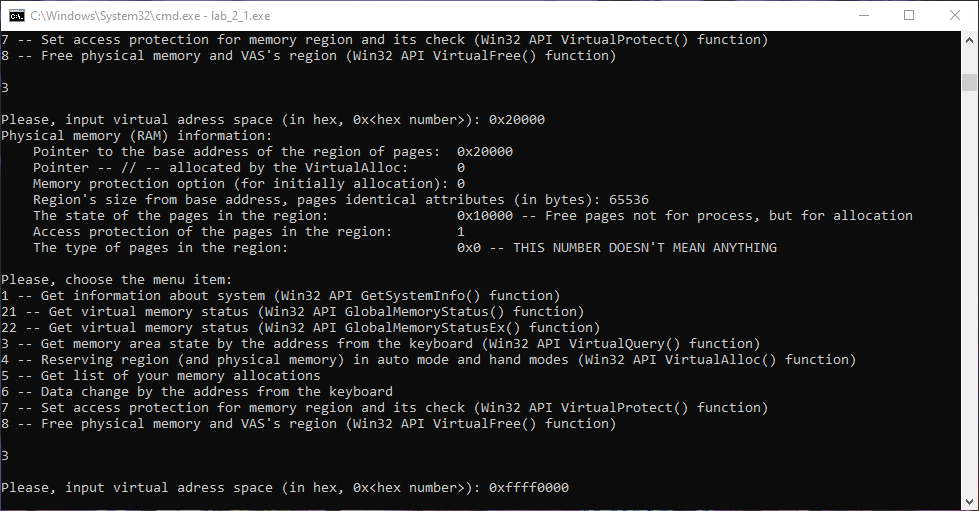 C:\Windows\System32\cmd.exe - lab_2_1.exe
7 -- Set access protection for memory region and its check (Win32 API VirtualProtect() function)
8 -- Free physical memory and VAS's region (Win32 API VirtualFree() function)
3
Please, input virtual adress space (in hex, 0x<hex number>): 0x20000
Physical memory (RAM) information:
Pointer to the base address of the region of pages: 0x20000
Pointer -- // -- allocated by the VirtualAlloc: 0
Memory protection option (for initially allocation): 0
Region's size from base address, pages identical attributes (in bytes): 65536
The state of the pages in the region: 0x10000 -- Free pages not for process, but for allocation
Access protection of the pages in the region: 1
The type of pages in the region: 0x0 -- THIS NUMBER DOESN'T MEAN ANYTHING
Please, choose the menu item:
1 -- Get information about system (Win32 API GetSystemInfo() function)
21 -- Get virtual memory status (Win32 API GlobalMemoryStatus() function)
22 -- Get virtual memory status (Win32 API GlobalMemoryStatusEx() function)
3 -- Get memory area state by the address from the keyboard (Win32 API VirtualQuery() function)
4 -- Reserving region (and physical memory) in auto mode and hand modes (Win32 API VirtualAlloc() function)
5 -- Get list of your memory allocations
6 -- Data change by the address from the keyboard
7 -- Set access protection for memory region and its check (Win32 API VirtualProtect() function)
8 -- Free physical memory and VAS's region (Win32 API VirtualFree() function)
3
Please, input virtual adress space (in hex, 0x<hex number>): 0xffff0000